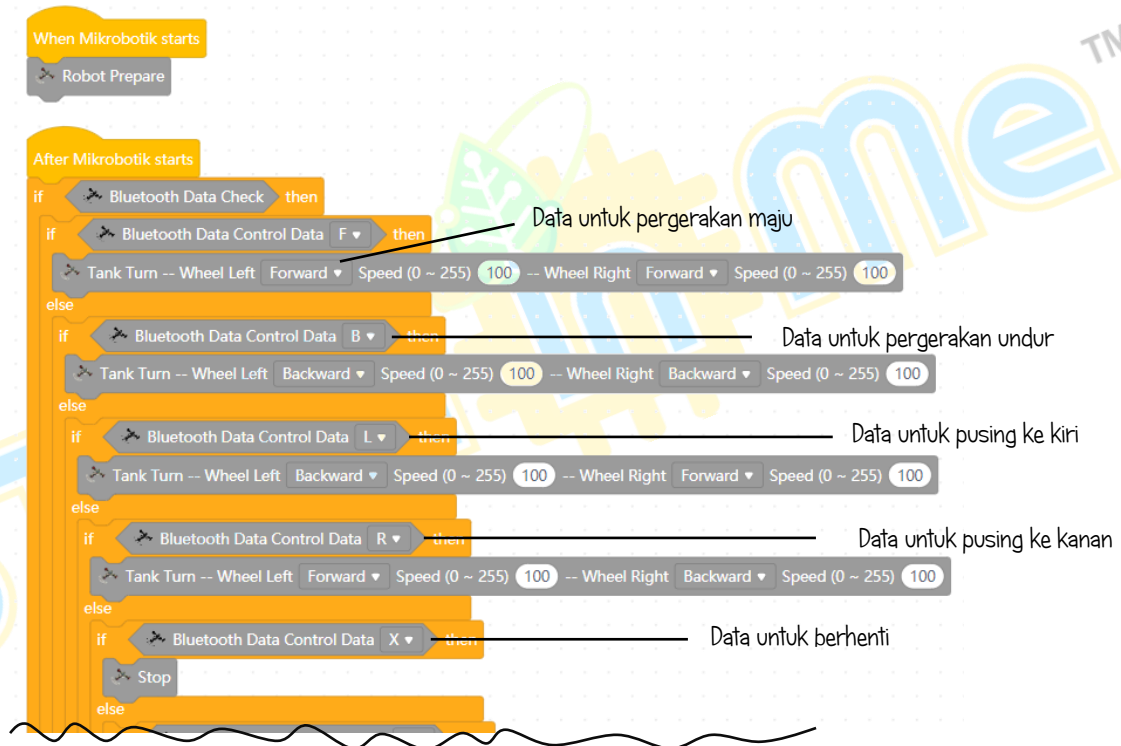 TM
When Mikrobotik starts
Robot Prepare
After Mikrobotik starts
if Bluetooth Data Check then
Data untuk pergerakan maju
if Bluetooth Data Control Data F then
Tank Turn -- Wheel Left Forward Speed (0 ~ 255) 100 -- Wheel Right Forward Speed (0 ~ 255) 100
else
if Bluetooth Data Control Data B then Data untuk pergerakan undur
Tank Turn -- Wheel Left Backward Speed (0 ~ 255) 100 -- Wheel Right Backward Speed (0 ~ 255) 100
else
if Bluetooth Data Control Data L then Data untuk pusing ke kiri
Tank Turn -- Wheel Left Backward Speed (0 ~ 255) 100 -- Wheel Right Forward Speed (0 ~ 255) 100
else
if Bluetooth Data Control Data R then Data untuk pusing ke kanan
Tank Turn -- Wheel Left Forward Speed (0 ~ 255) 100 -- Wheel Right Backward Speed (0 ~ 255) 100
else
if Bluetooth Data Control Data X then Data untuk berhenti
Stop
else